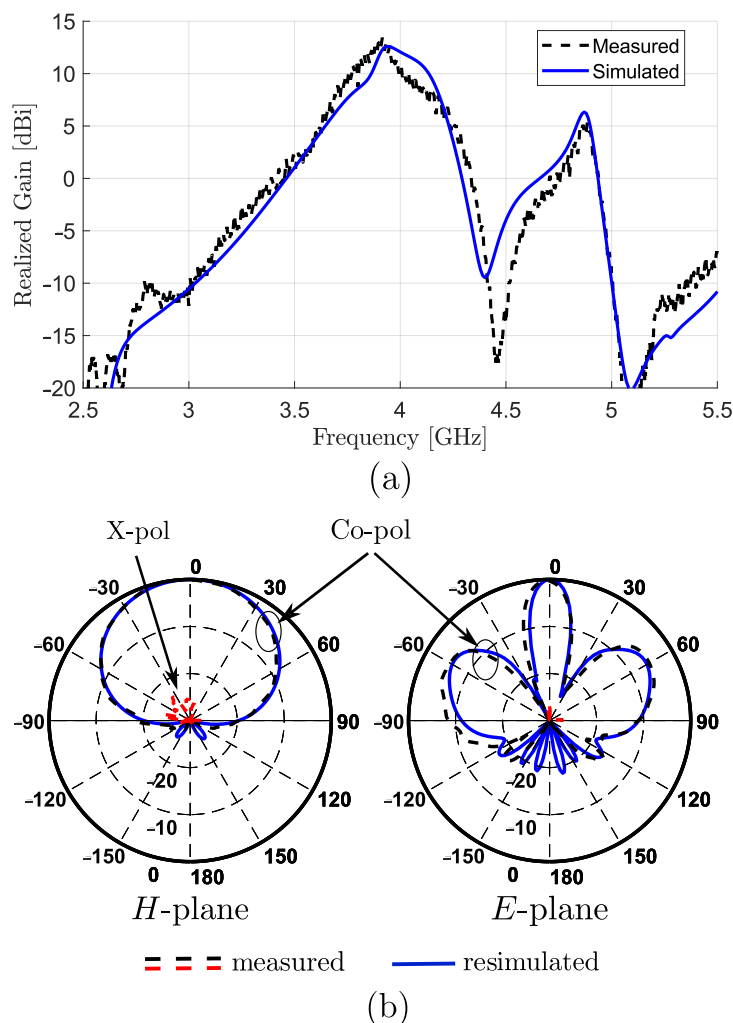 15
10
5
0
-5
-10
-15
-20
Realized Gain [dBi]
Measured
Simulated
2.5 3 3.5 4 4.5 5 5.5
Frequency [GHz]
(a)
X-pol Co-pol
0 0
-30 30 -30 30
-60 60 -60 60
-90 90 -90 90
-20 -20
-120 120 -120 120
-10 -10
-150 150 -150 150
0 180 0 180
H-plane E-plane
measured resimulated
(b)